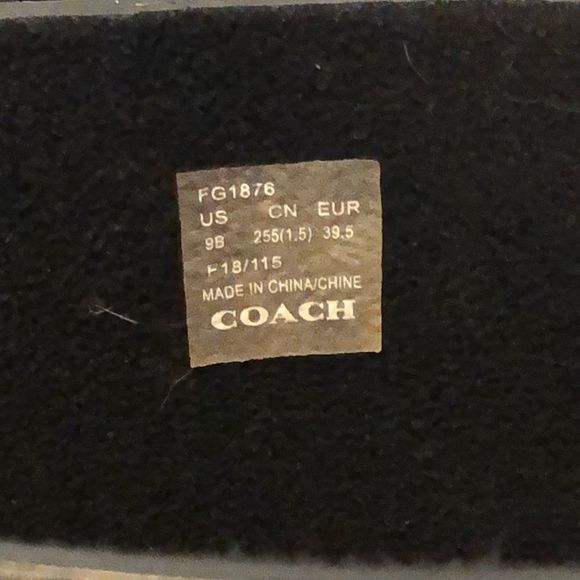 FG1876
US CN EUR
9B 255(1.5) 39.5
F18/115
MADE IN CHINA/CHINE
COACH